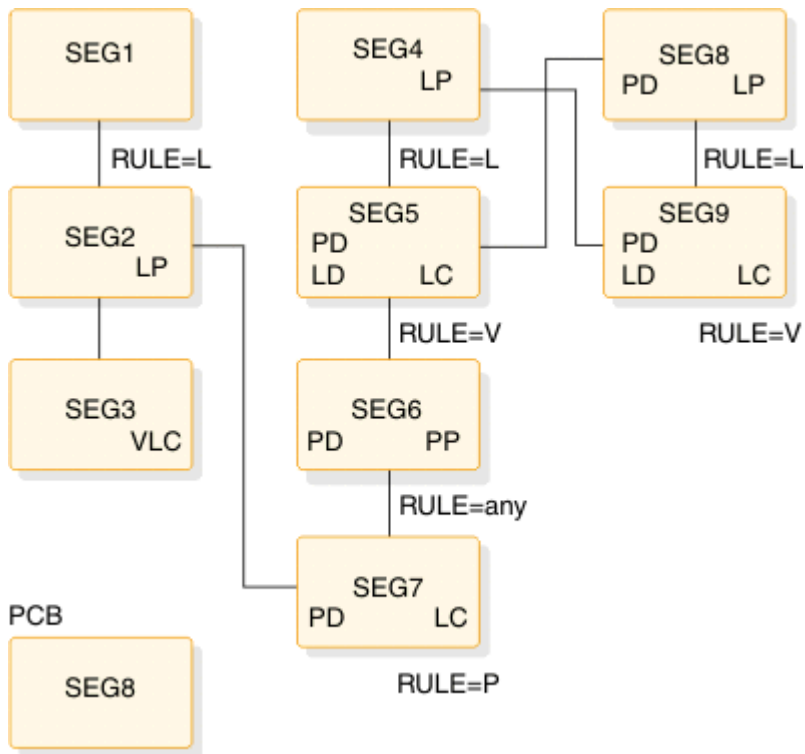 SEG1
RULE=L
SEG2
LP
SEG3
VLC
PCB
SEG8
SEG4
LP
RULE=L
SEG5
PD
LD LC
RULE=V
SEG6
PD PP
RULE=any
SEG7
PD LC
RULE=P
SEG8
PD LP
RULE=L
SEG9
PD
LD LC
RULE=V